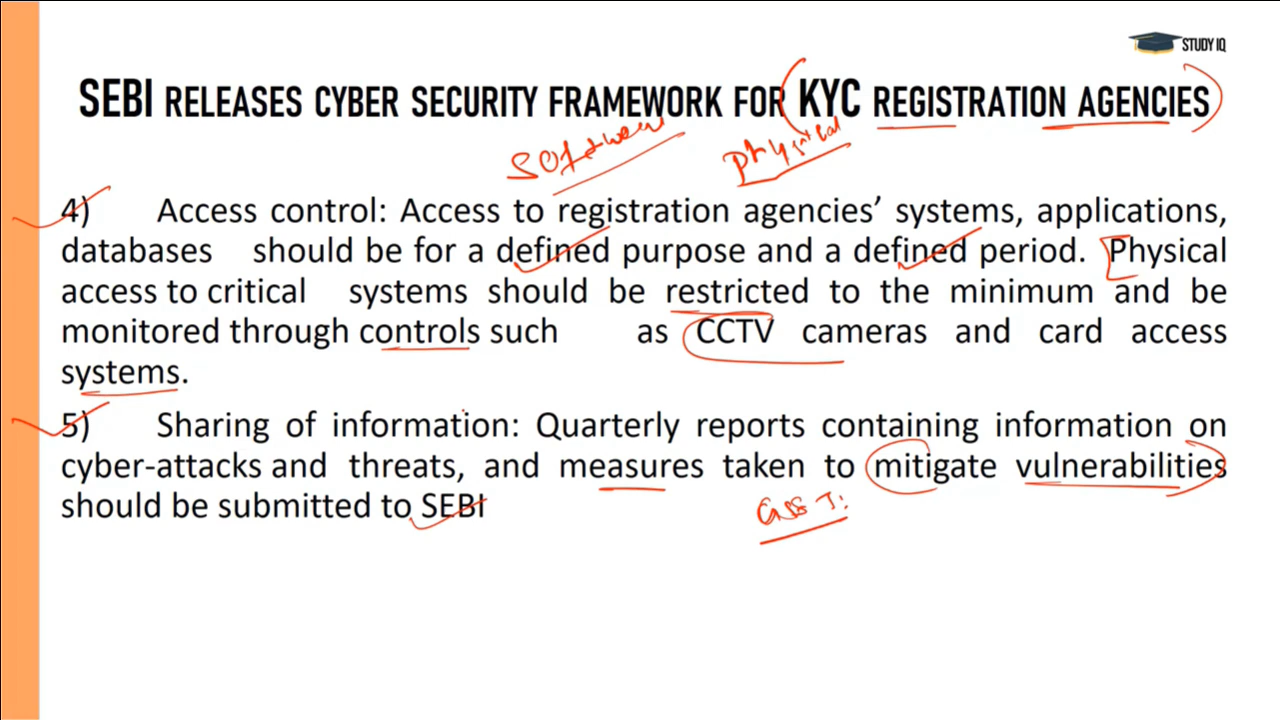 STUDY IQ
SEBI RELEASES CYBER SECURITY FRAMEWORK FOR KYC REGISTRATION AGENCIES
Software Physical
4) Access control: Access to registration agencies’ systems, applications,
databases should be for a defined purpose and a defined period. Physical
access to critical systems should be restricted to the minimum and be
monitored through controls such as CCTV cameras and card access
systems.
5) Sharing of information: Quarterly reports containing information on
cyber-attacks and threats, and measures taken to mitigate vulnerabilities
should be submitted to SEBI